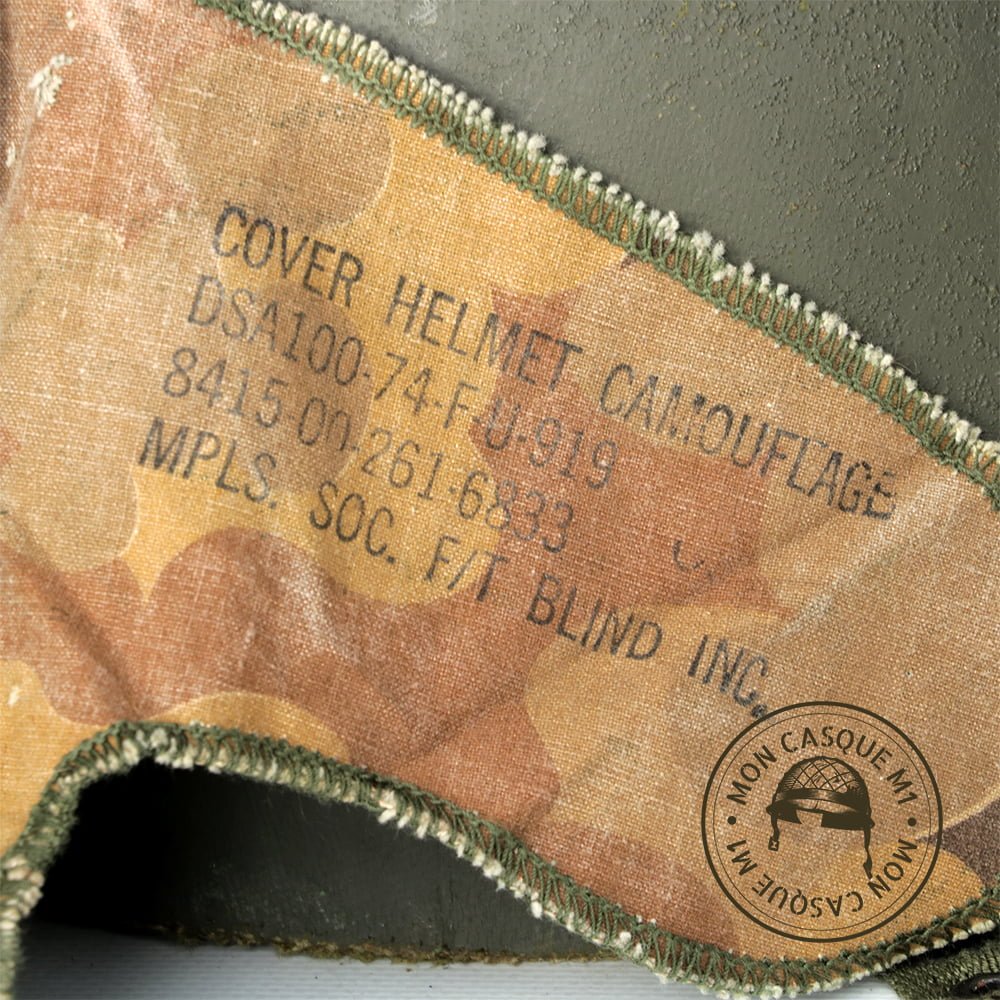 COVER HELMET CAMOUFLAGE
DSA100-74-F-U-919
8415-00-261-6833
MPLS. SOC. F/T BLIND INC.
MON CASQUE M1 • MON CASQUE M1 •